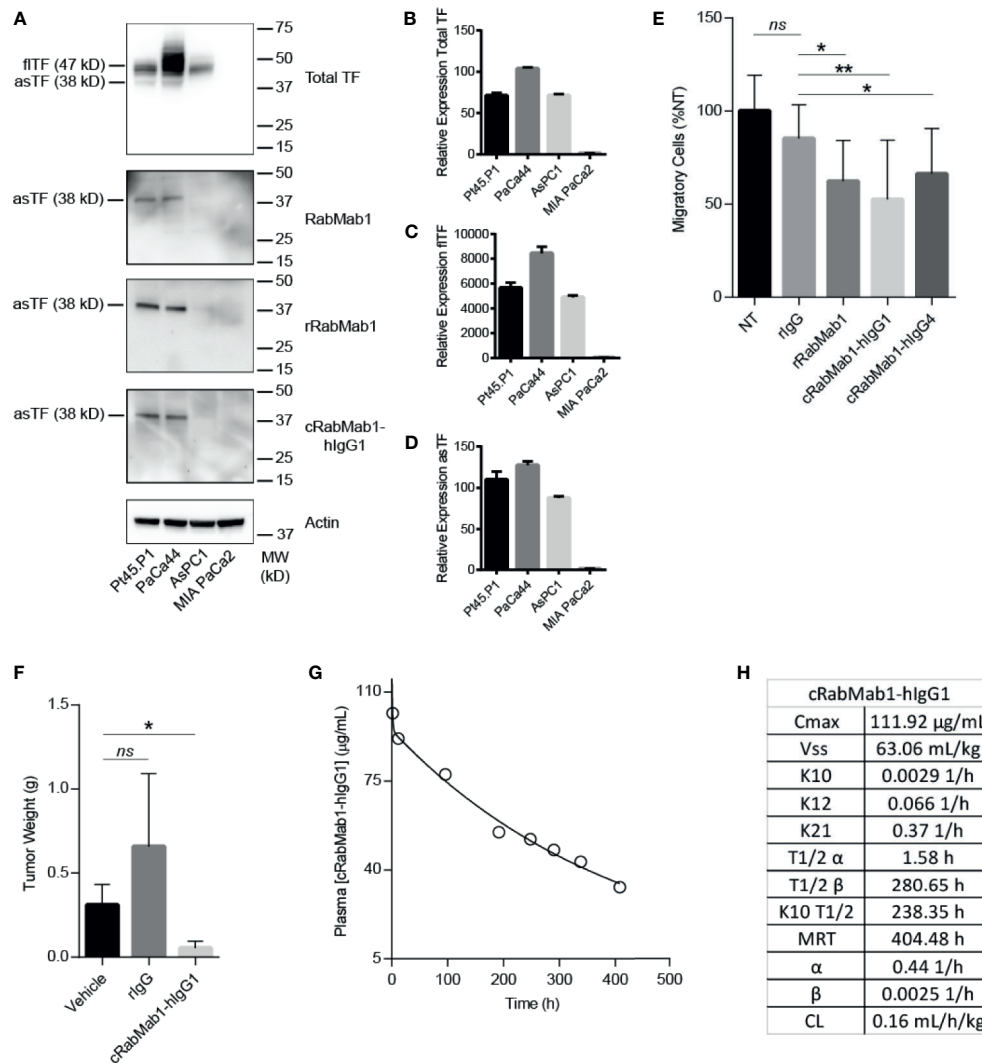 A
flTF (47 kD)
asTF (38 kD)
75
50
37
25
15
Total TF
asTF (38 kD)
50
37
25
15
RabMab1
asTF (38 kD)
50
37
25
15
rRabMab1
asTF (38 kD)
50
37
25
15
cRabMab1-
hIgG1
Actin
37
Pt45.P1
PaCa44
AsPC1
MIA PaCa2
MW
(kD)
B
Relative Expression Total TF
150
100
50
0
Pt45.P1
PaCa44
AsPC1
MIA PaCa2
C
Relative Expression flTF
10000
8000
6000
4000
2000
0
Pt45.P1
PaCa44
AsPC1
MIA PaCa2
D
Relative Expression asTF
150
100
50
0
Pt45.P1
PaCa44
AsPC1
MIA PaCa2
E
Migratory Cells (%NT)
150
100
50
0
ns
*
**
*
NT
rIgG
rRabMab1
cRabMab1-hIgG1
cRabMab1-hIgG4
F
Tumor Weight (g)
1.5
1.0
0.5
0.0
*
ns
Vehicle
rIgG
cRabMab1-hIgG1
G
Plasma [cRabMab1-hIgG1] (µg/mL)
110
75
40
5
0 100 200 300 400 500
Time (h)
H
cRabMab1-hIgG1
Cmax 111.92 µg/mL
Vss 63.06 mL/kg
K10 0.0029 1/h
K12 0.066 1/h
K21 0.37 1/h
T1/2 α 1.58 h
T1/2 β 280.65 h
K10 T1/2 238.35 h
MRT 404.48 h
α 0.44 1/h
β 0.0025 1/h
CL 0.16 mL/h/kg